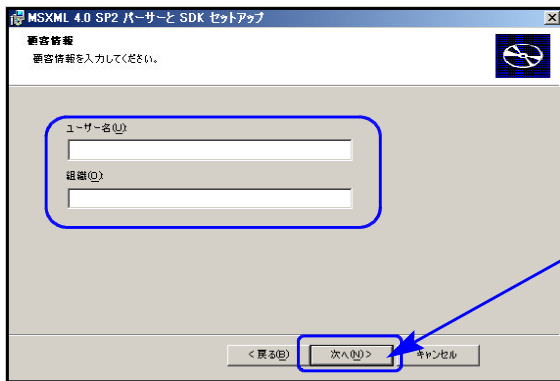 MSXML 4.0 SP2 パーサーと SDK セットアップ
顧客情報
顧客情報を入力してください。
ユーザー名(U):
組織(O):
< 戻る(B)
次へ(N) >
キャンセル